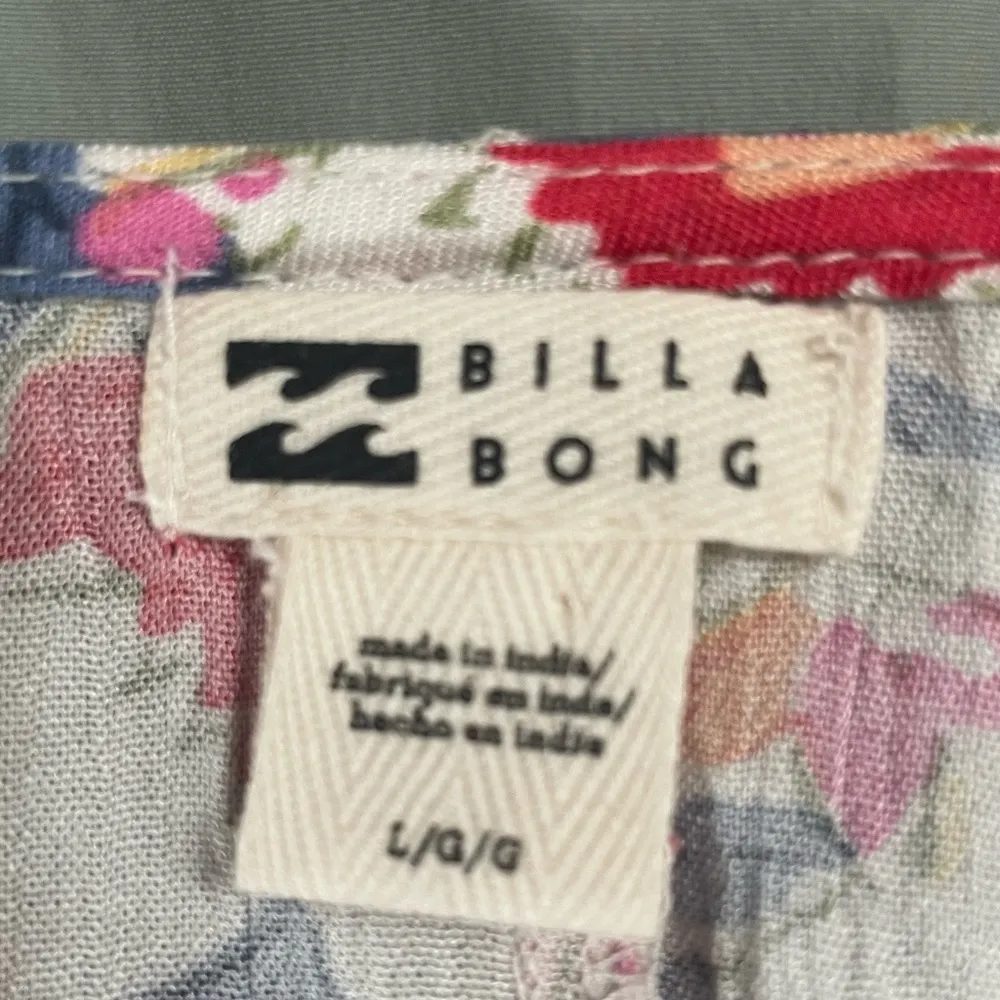 BILLA
BONG
made in india/
fabriqué en inde/
hecho en india
L/G/G